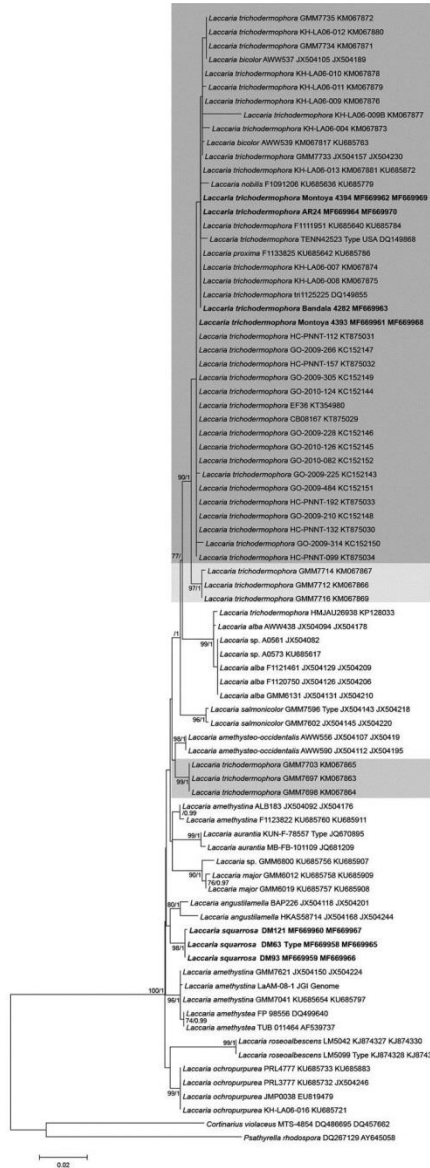 Laccaria trichodermophora GMM7735 KM067872
Laccaria trichodermophora KH-LA06-012 KM067880
Laccaria trichodermophora GMM7734 KM067871
Laccaria bicolor AWW537 JX504105 JX504189
Laccaria trichodermophora KH-LA06-010 KM067878
Laccaria trichodermophora KH-LA06-011 KM067879
Laccaria trichodermophora KH-LA06-009 KM067876
Laccaria trichodermophora KH-LA06-009B KM067877
Laccaria trichodermophora KH-LA06-004 KM067873
Laccaria bicolor AWW539 KM067817 KU685763
Laccaria trichodermophora GMM7733 JX504157 JX504230
Laccaria trichodermophora KH-LA06-013 KM067881 KU685872
Laccaria nobilis F1091206 KU685636 KU685779
Laccaria trichodermophora Montoya 4394 MF669962 MF669969
Laccaria trichodermophora AR24 MF669964 MF669970
Laccaria trichodermophora F1111951 KU685640 KU685784
Laccaria trichodermophora TENN42523 Type USA DQ149868
Laccaria proxima F1133825 KU685642 KU685786
Laccaria trichodermophora KH-LA06-007 KM067874
Laccaria trichodermophora KH-LA06-008 KM067875
Laccaria trichodermophora tri1125225 DQ149855
Laccaria trichodermophora Bandala 4282 MF669963
Laccaria trichodermophora Montoya 4393 MF669961 MF669968
Laccaria trichodermophora HC-PNNT-112 KT875031
Laccaria trichodermophora GO-2009-266 KC152147
Laccaria trichodermophora HC-PNNT-157 KT875032
Laccaria trichodermophora GO-2009-305 KC152149
Laccaria trichodermophora GO-2010-124 KC152144
Laccaria trichodermophora EF36 KT354980
Laccaria trichodermophora CB08167 KT875029
Laccaria trichodermophora GO-2009-228 KC152146
Laccaria trichodermophora GO-2010-126 KC152145
Laccaria trichodermophora GO-2010-082 KC152152
Laccaria trichodermophora GO-2009-225 KC152143
Laccaria trichodermophora GO-2009-484 KC152151
Laccaria trichodermophora HC-PNNT-192 KT875033
90/1
Laccaria trichodermophora GO-2009-210 KC152148
Laccaria trichodermophora HC-PNNT-132 KT875030
Laccaria trichodermophora GO-2009-314 KC152150
Laccaria trichodermophora HC-PNNT-099 KT875034
77/
Laccaria trichodermophora GMM7714 KM067867
97/1
Laccaria trichodermophora GMM7712 KM067866
Laccaria trichodermophora GMM7716 KM067869
Laccaria trichodermophora HMJAU26938 KP128033
Laccaria alba AWW438 JX504094 JX504178
/1
99/1
Laccaria sp. A0561 JX504082
Laccaria sp. A0573 KU685617
Laccaria alba F1121461 JX504129 JX504209
Laccaria alba F1120750 JX504126 JX504206
Laccaria alba GMM6131 JX504131 JX504210
Laccaria salmonicolor GMM7596 Type JX504143 JX504218
96/1
Laccaria salmonicolor GMM7602 JX504145 JX504220
98/1
Laccaria amethysteo-occidentalis AWW556 JX504107 JX50419
Laccaria amethysteo-occidentalis AWW590 JX504112 JX504195
Laccaria trichodermophora GMM7703 KM067865
99/1
Laccaria trichodermophora GMM7697 KM067863
Laccaria trichodermophora GMM7698 KM067864
Laccaria amethystina ALB183 JX504092 JX504176
/0.99
Laccaria amethystina F1123822 KU685760 KU685911
99/1
Laccaria aurantia KUN-F-78557 Type JQ670895
Laccaria aurantia MB-FB-101109 JQ681209
Laccaria sp. GMM6800 KU685756 KU685907
90/1
Laccaria major GMM6012 KU685758 KU685909
76/0.97
Laccaria major GMM6019 KU685757 KU685908
80/1
Laccaria angustilamella BAP226 JX504118 JX504201
Laccaria angustilamella HKAS58714 JX504168 JX504244
Laccaria squarrosa DM121 MF669960 MF669967
Laccaria squarrosa DM63 Type MF669958 MF669965
98/1
Laccaria squarrosa DM93 MF669959 MF669966
100/1
Laccaria amethystina GMM7621 JX504150 JX504224
Laccaria amethystina LaAM-08-1 JGI Genome
96/1
Laccaria amethystina GMM7041 KU685654 KU685797
Laccaria amethystea FP 98556 DQ499640
74/0.99
Laccaria amethystea TUB 011464 AF539737
99/1
Laccaria roseoalbescens LM5042 KJ874327 KJ874330
Laccaria roseoalbescens LM5099 Type KJ874328 KJ8743
Laccaria ochropurpurea PRL4777 KU685733 KU685883
Laccaria ochropurpurea PRL3777 KU685732 JX504246
99/1
Laccaria ochropurpurea JMP0038 EU819479
Laccaria ochropurpurea KH-LA06-016 KU685721
Cortinarius violaceus MTS-4854 DQ486695 DQ457662
Psathyrella rhodospora DQ267129 AY645058
0.02